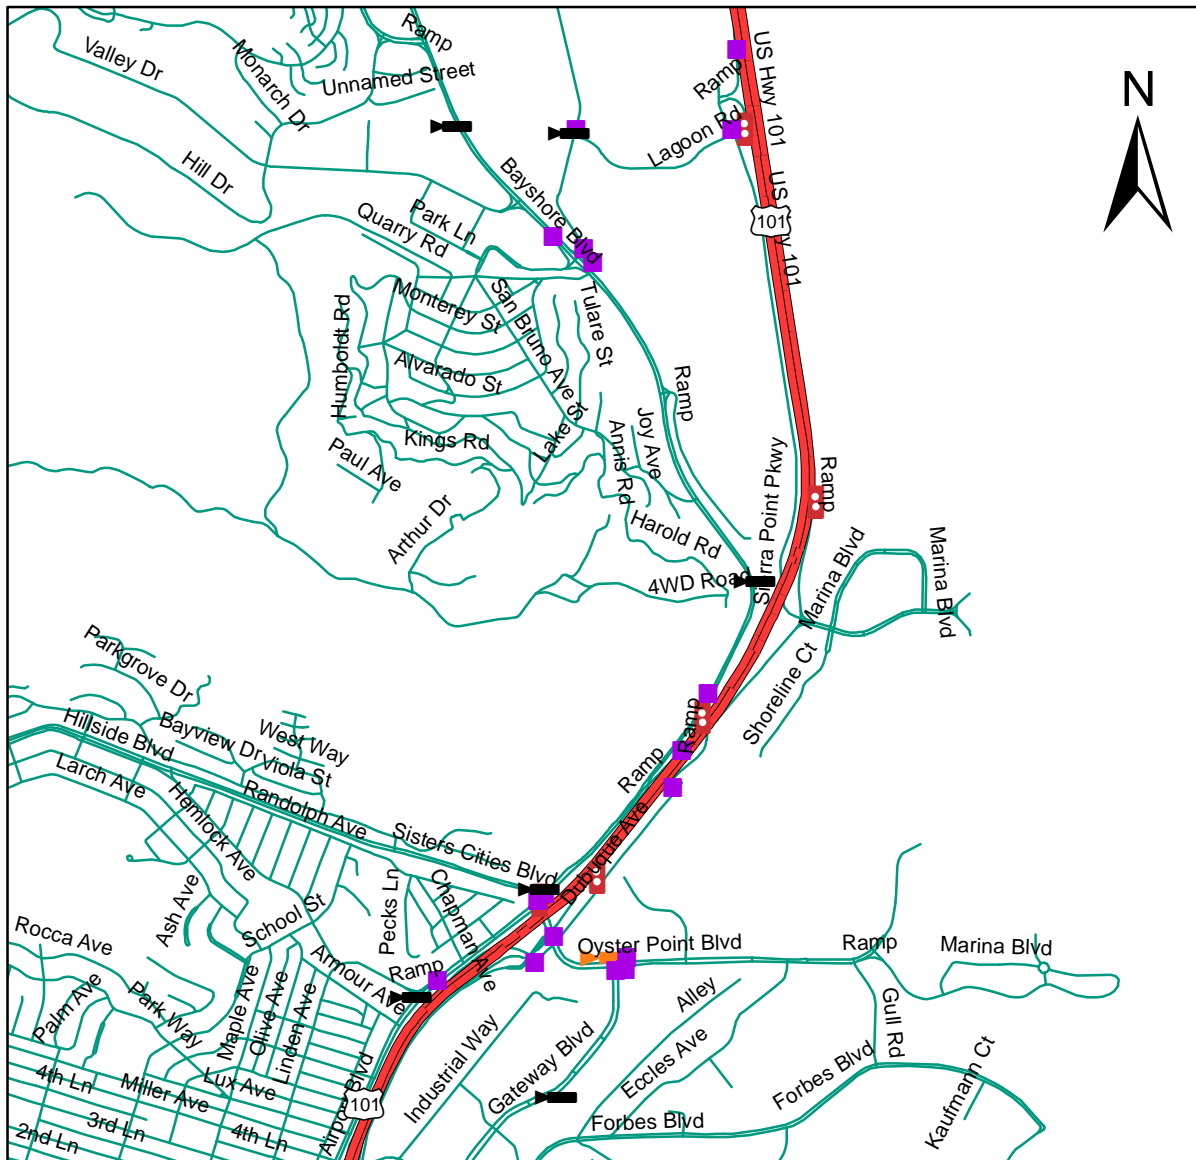 Ramp
Valley Dr
Monarch Dr
Unnamed Street
Ramp
US Hwy 101
N
Hill Dr
Lagoon Rd
Bayshore Blvd
Park Ln
Quarry Rd
101
101
Monterey St
San Bruno Ave
Tulare St
Humboldt Rd
Alvarado St
Ramp
Kings Rd
Lake St
Joy Ave
Annis Rd
Paul Ave
Sierra Point Pkwy
Ramp
Arthur Dr
Harold Rd
Marina Blvd
Marina Blvd
4WD Road
Parkgrove Dr
Shoreline Ct
Hillside Blvd
Bayview Dr
West Way
Viola St
Ramp
Ramp
Larch Ave
Hemlock Ave
Randolph Ave
Sisters Cities Blvd
Dubuque Ave
Ash Ave
School St
Pecks Ln
Chapman Ave
Rocca Ave
Armour Ave
Ramp
Oyster Point Blvd
Ramp
Marina Blvd
Palm Ave
Park Way
Maple Ave
Olive Ave
Linden Ave
Alley
Gull Rd
Industrial Way
Gateway Blvd
Eccles Ave
Forbes Blvd
Kaufmann Ct
4th Ln
Miller Ave
Lux Ave
101
Airport Blvd
3rd Ln
4th Ln
Forbes Blvd
2nd Ln